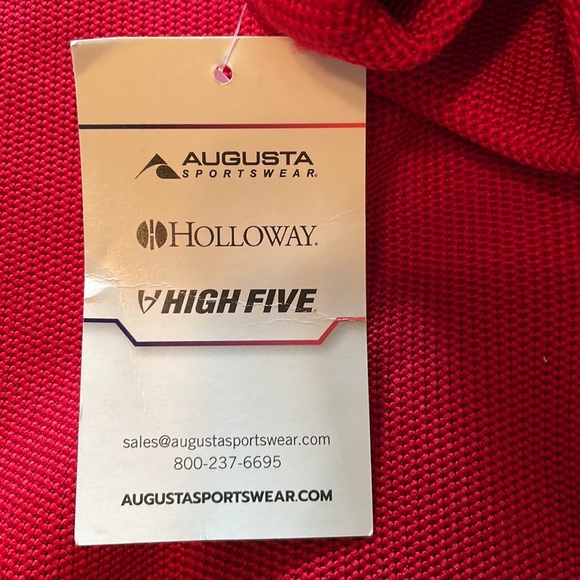 AUGUSTA
SPORTSWEAR®
HOLLOWAY®
HIGH FIVE®
sales@augustasportswear.com
800-237-6695
AUGUSTASPORTSWEAR.COM